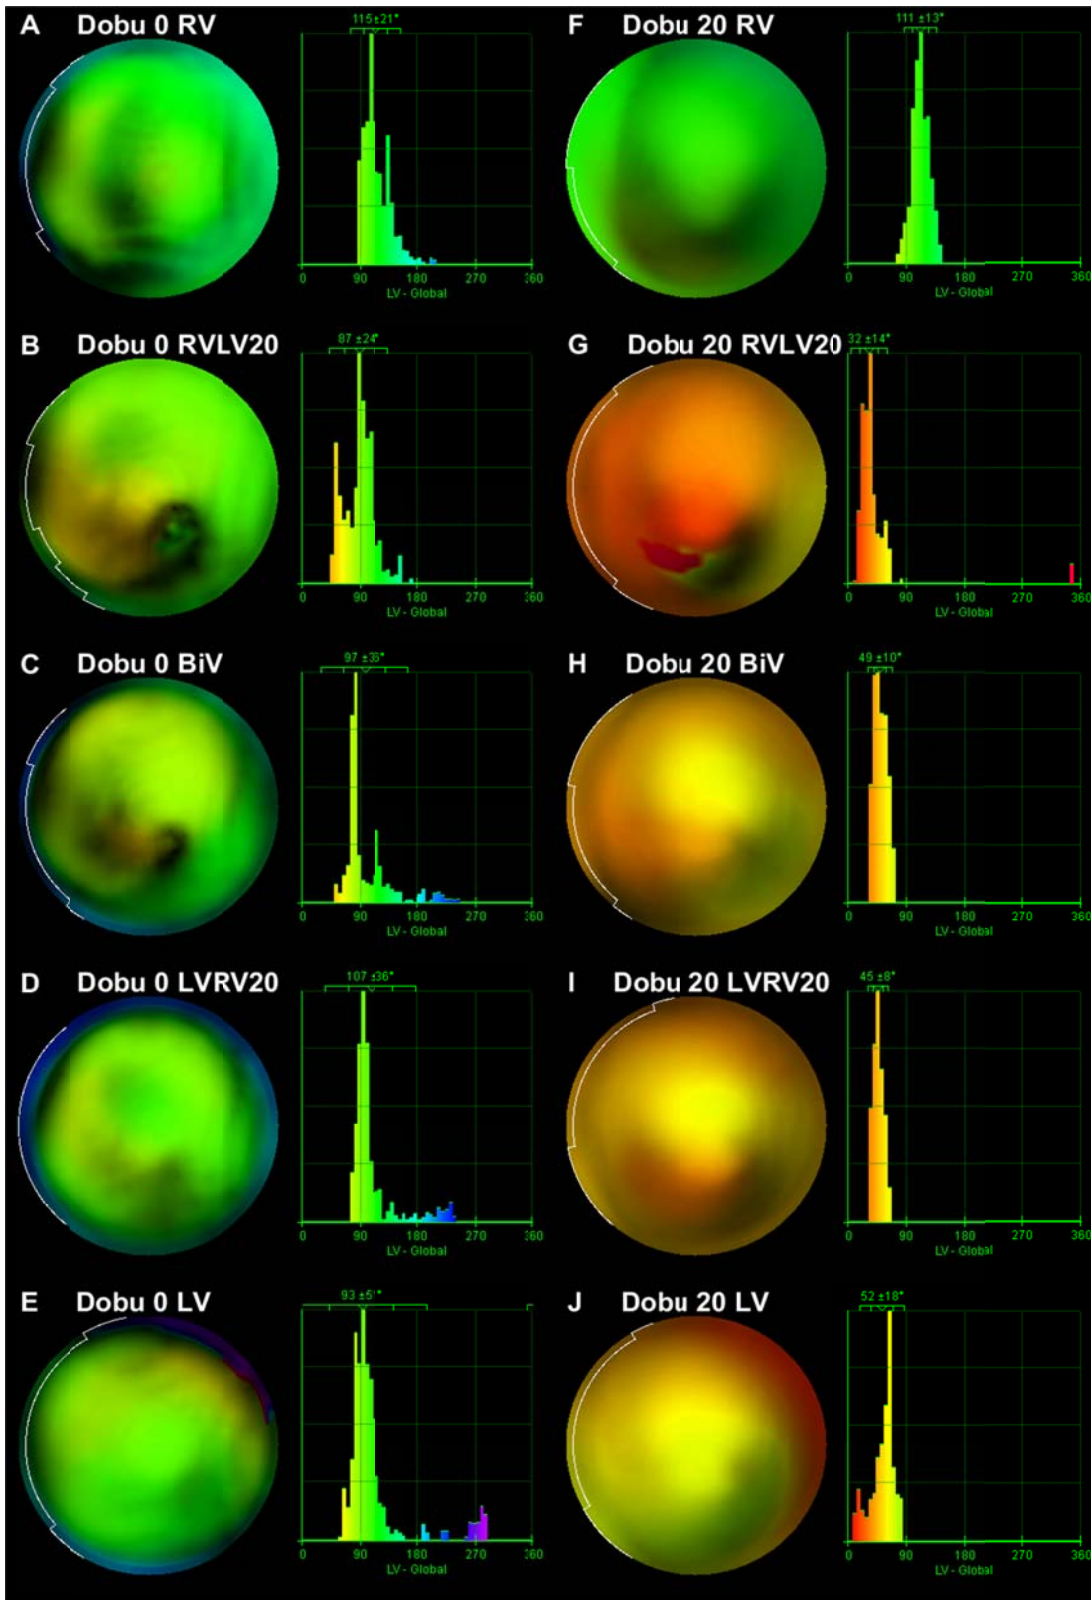 A Dobu 0 RV
115 ±21°
0 90 180 270 360
LV - Global
F Dobu 20 RV
111 ±13°
0 90 180 270 360
LV - Global
B Dobu 0 RVLV20
87 ±24°
0 90 180 270 360
LV - Global
G Dobu 20 RVLV20
32 ±14°
0 90 180 270 360
LV - Global
C Dobu 0 BiV
0 90 180 270 360
LV - Global
H Dobu 20 BiV
49 ±10°
0 90 180 270 360
LV - Global
D Dobu 0 LVRV20
107 ±36°
0 90 180 270 360
LV - Global
I Dobu 20 LVRV20
45 ±8°
0 90 180 270 360
LV - Global
E Dobu 0 LV
0 90 180 270 360
LV - Global
J Dobu 20 LV
52 ±18°
0 90 180 270 360
LV - Global